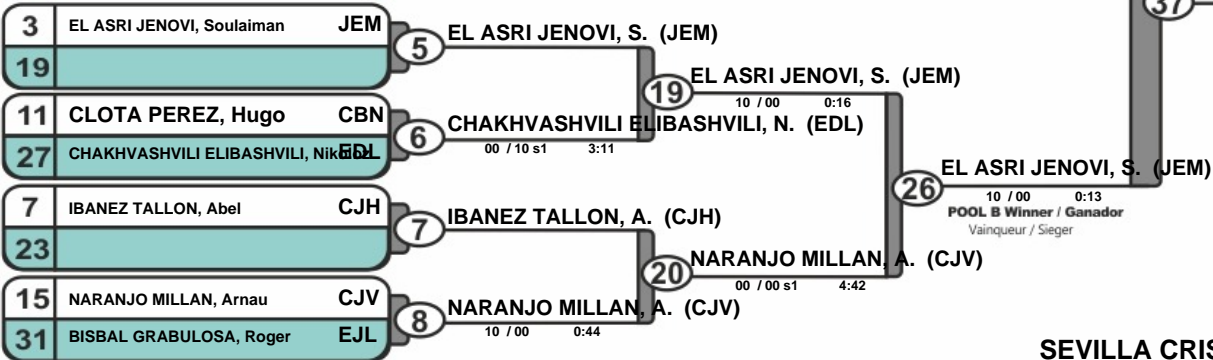 37
3 EL ASRI JENOVI, Soulaiman JEM
19
5 EL ASRI JENOVI, S. (JEM)
19 EL ASRI JENOVI, S. (JEM)
10 / 00 0:16
11 CLOTA PEREZ, Hugo CBN
27 CHAKHVASHVILI ELIBASHVILI, EDL
6 CHAKHVASHVILI ELIBASHVILI, N. (EDL)
00 / 10 s1 3:11
26 EL ASRI JENOVI, S. (JEM)
10 / 00 0:13
POOL B Winner / Ganador
Vainqueur / Sieger
7 IBANEZ TALLON, Abel CJH
23
7 IBANEZ TALLON, A. (CJH)
20 NARANJO MILLAN, A. (CJV)
00 / 00 s1 4:42
15 NARANJO MILLAN, Arnau CJV
31 BISBAL GRABULOSA, Roger EJL
8 NARANJO MILLAN, A. (CJV)
10 / 00 0:44
SEVILLA CRIS